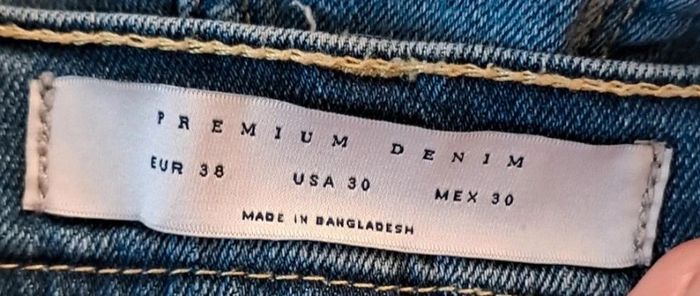 PREMIUM DENIM
EUR 38 USA 30 MEX 30
MADE IN BANGLADESH